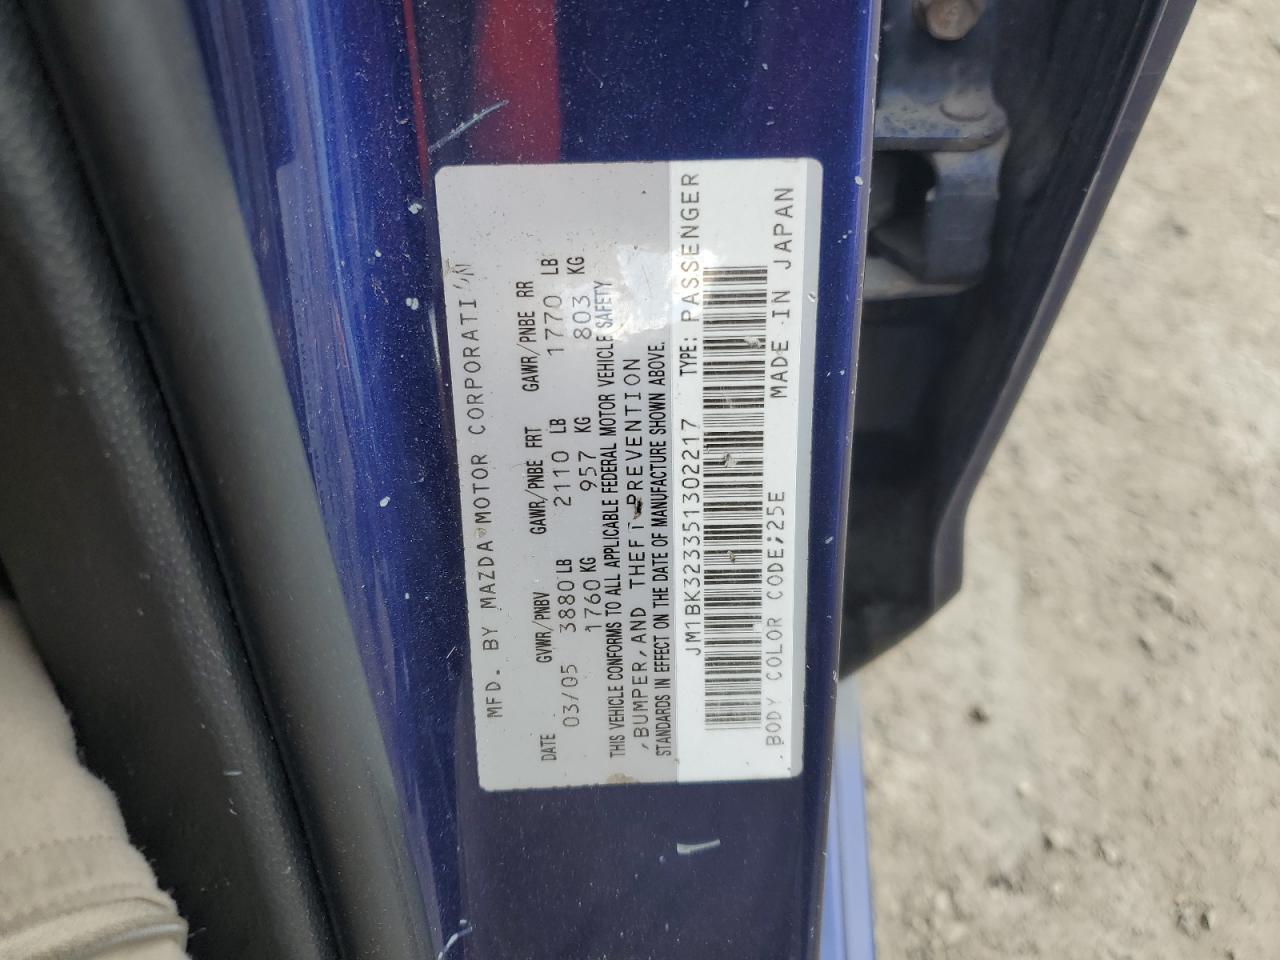 MFD. BY MAZDA MOTOR CORPORATION
DATE GVWR/PNBV GAWR/PNBE FRT GAWR/PNBE RR
03/05 3880 LB 2110 LB 1770 LB
1760 KG 957 KG 803 KG
THIS VEHICLE CONFORMS TO ALL APPLICABLE FEDERAL MOTOR VEHICLE SAFETY
,BUMPER,AND THEFT PREVENTION
STANDARDS IN EFFECT ON THE DATE OF MANUFACTURE SHOWN ABOVE.
JM1BK323351302217 TYPE: PASSENGER
BODY COLOR CODE;25E MADE IN JAPAN